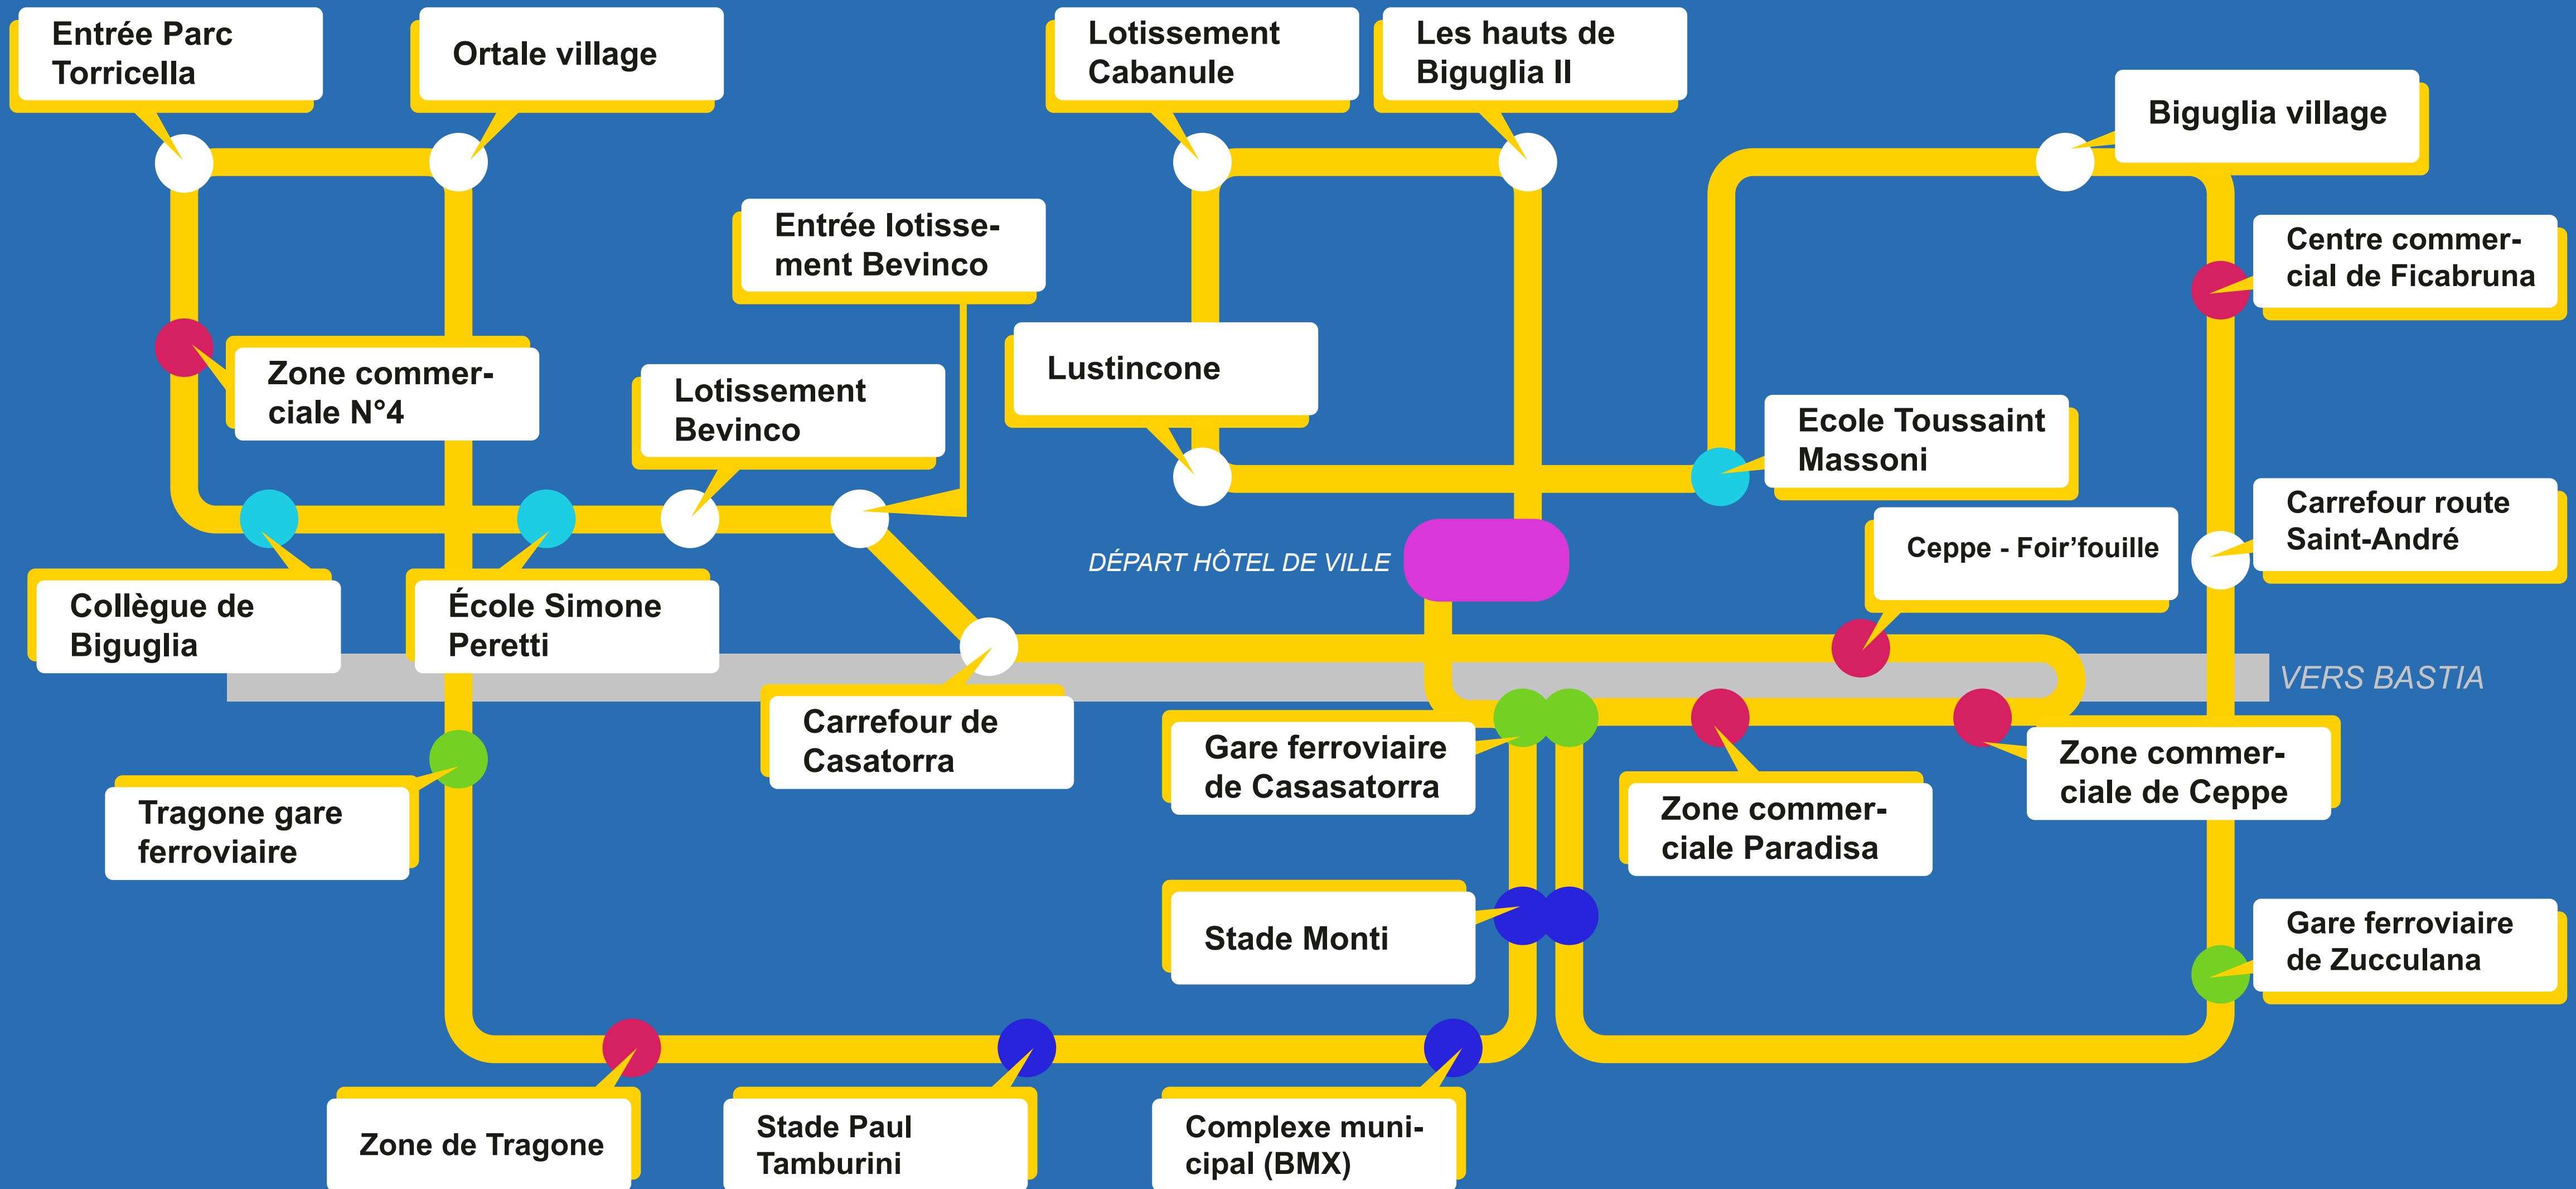 Entrée Parc
Torricella
Ortale village
Lotissement
Cabanule
Les hauts de
Biguglia II
Biguglia village
Entrée lotisse-
ment Bevinco
Centre commer-
cial de Ficabruna
Lustincone
Zone commer-
ciale N°4
Lotissement
Bevinco
Ecole Toussaint
Massoni
Carrefour route
Saint-André
Ceppe - Foir’fouille
DÉPART HÔTEL DE VILLE
Collègue de
Biguglia
École Simone
Peretti
VERS BASTIA
Carrefour de
Casatorra
Gare ferroviaire
de Casasatorra
Zone commer-
ciale de Ceppe
Tragone gare
ferroviaire
Zone commer-
ciale Paradisa
Stade Monti
Gare ferroviaire
de Zucculana
Zone de Tragone
Stade Paul
Tamburini
Complexe muni-
cipal (BMX)